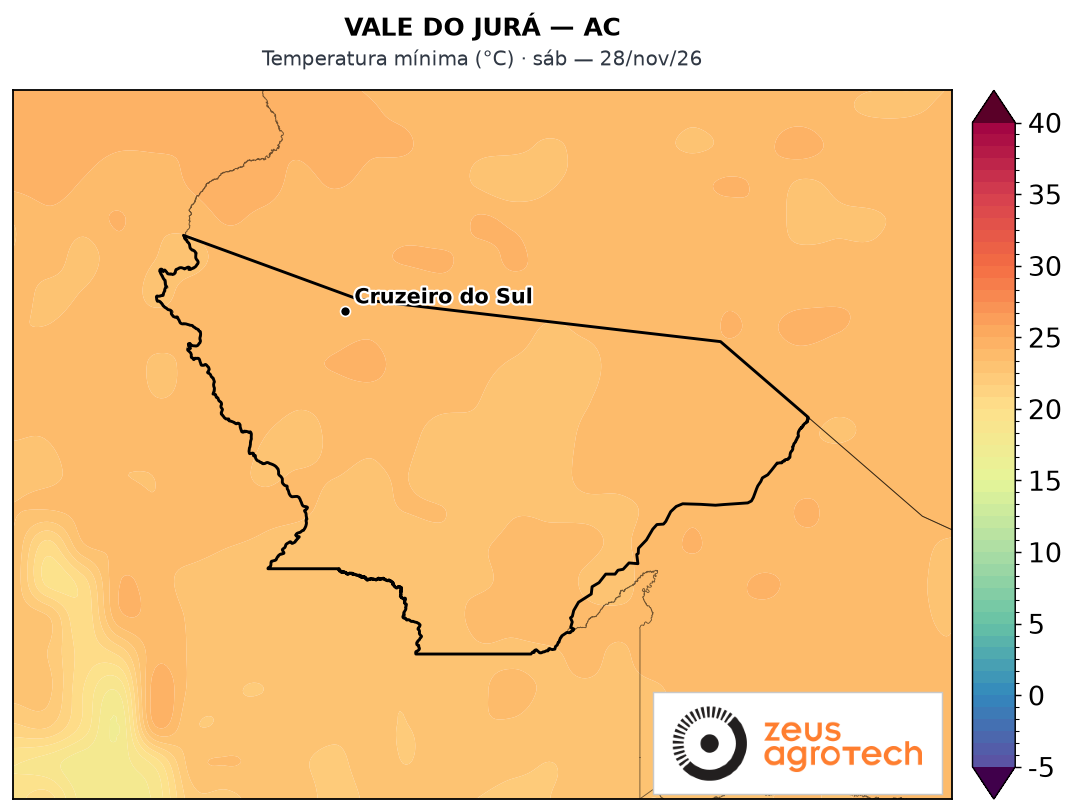 VALE DO JURÁ — AC
Temperatura mínima (°C) · sáb — 28/nov/26
Cruzeiro do Sul
40
35
30
25
20
15
10
5
0
-5
zeus
agrotech